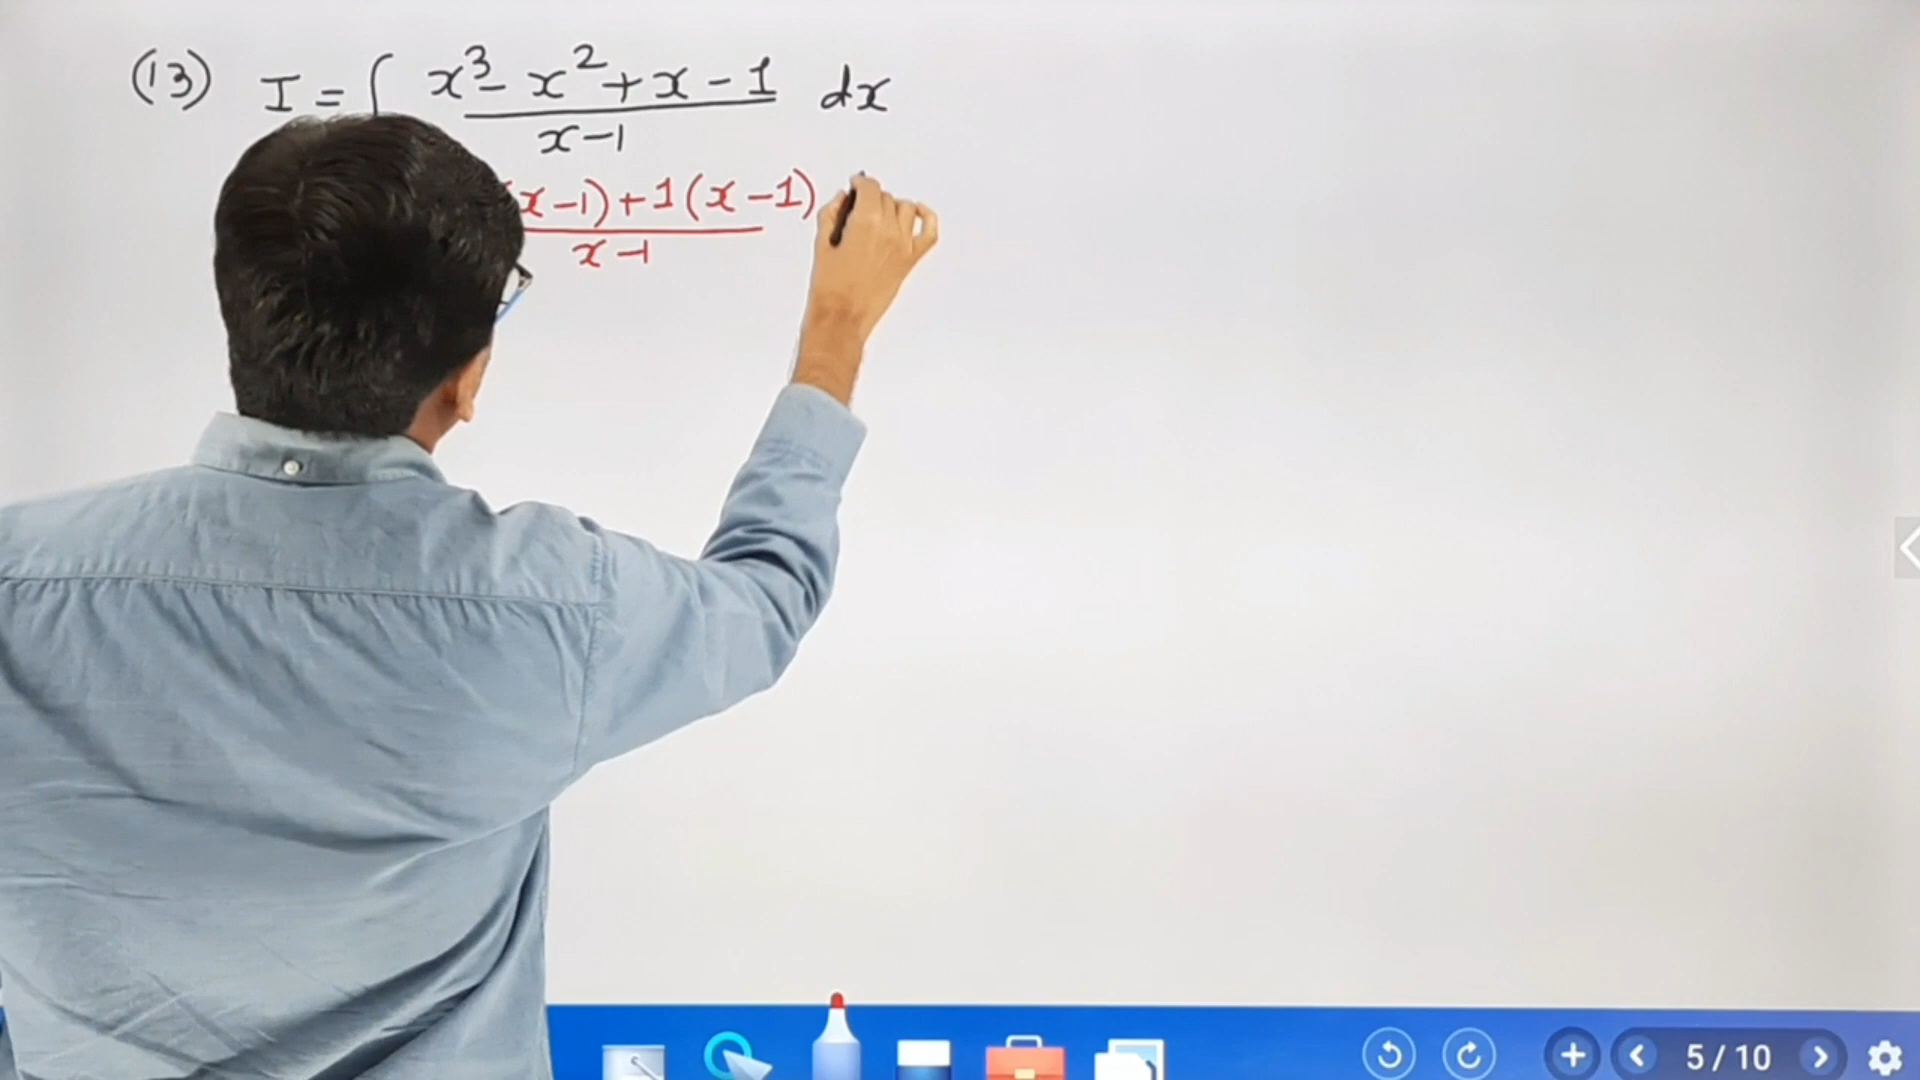 (13) I = ∫ x³ - x² + x - 1 dx
x-1
(x-1) + 1 (x-1)
x-1
5 / 10